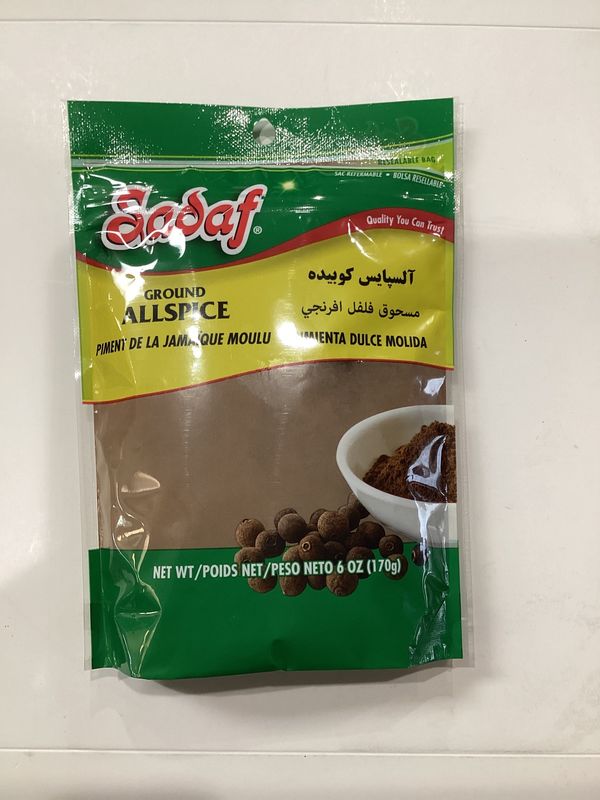 RESEALABLE BAG
SAC REFERMABLE • BOLSA RESELLABLE
Sadaf®
Quality You Can Trust
GROUND
ALLSPICE
آلسپایس کوبیده
مسحوق فلفل افرنجي
PIMENT DE LA JAMAÏQUE MOULU
PIMIENTA DULCE MOLIDA
NET WT/POIDS NET/PESO NETO 6 OZ (170g)